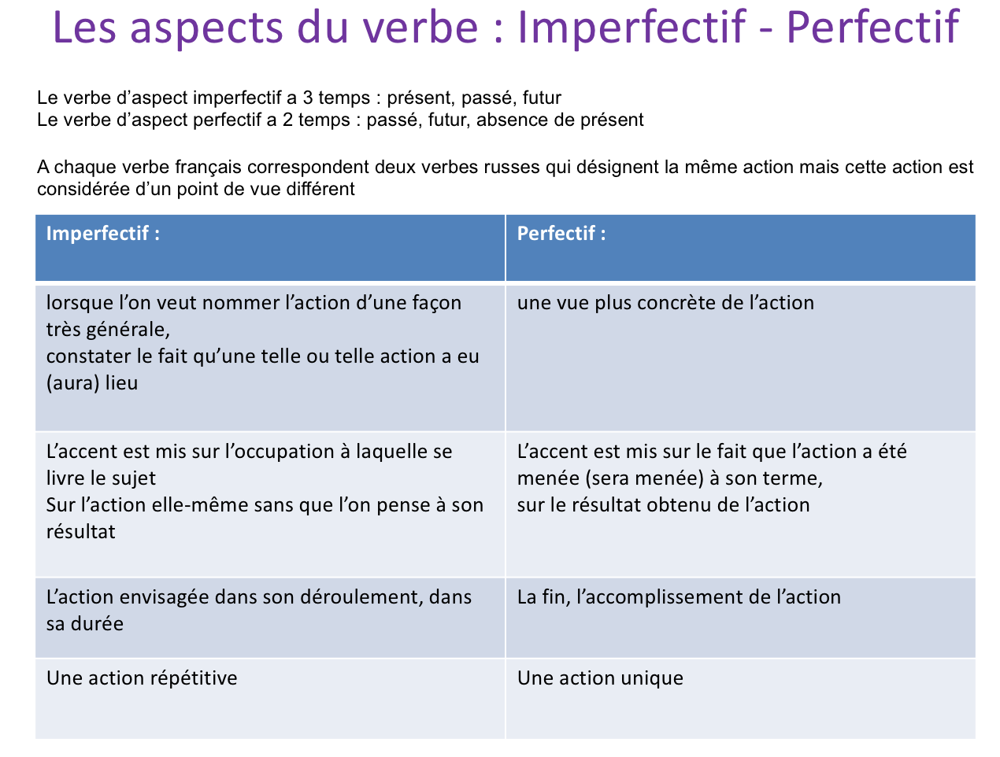 Les aspects du verbe : Imperfectif - Perfectif
Le verbe d’aspect imperfectif a 3 temps : présent, passé, futur
Le verbe d’aspect perfectif a 2 temps : passé, futur, absence de présent
A chaque verbe français correspondent deux verbes russes qui désignent la même action mais cette action est
considérée d’un point de vue différent
Imperfectif :
Perfectif :
lorsque l’on veut nommer l’action d’une façon
très générale,
constater le fait qu’une telle ou telle action a eu
(aura) lieu
une vue plus concrète de l’action
L’accent est mis sur l’occupation à laquelle se
livre le sujet
Sur l’action elle-même sans que l’on pense à son
résultat
L’accent est mis sur le fait que l’action a été
menée (sera menée) à son terme,
sur le résultat obtenu de l’action
L’action envisagée dans son déroulement, dans
sa durée
La fin, l’accomplissement de l’action
Une action répétitive
Une action unique